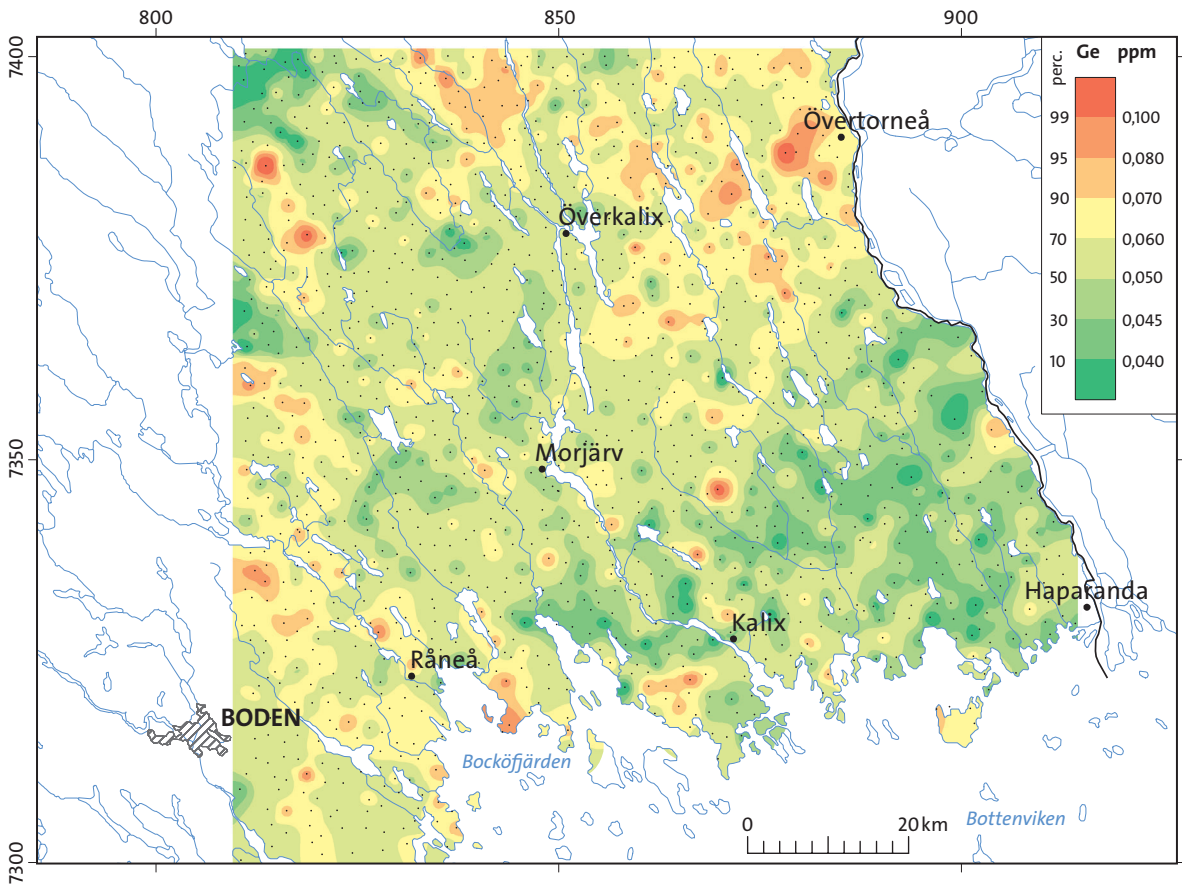 800 850 900
7400
perc. Ge ppm
99 0,100
95 0,080
90 0,070
70 0,060
50 0,050
30 0,045
10 0,040
Övertorneå
Överkalix
7350
Morjärv
Haparanda
Kalix
Råneå
BODEN
Bocköfjärden
Bottenviken
0 20 km
7300